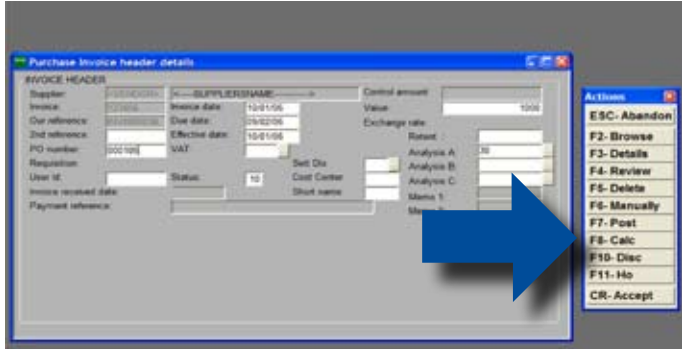 Purchase Invoice header details
INVOICE HEADER
Supplier: <----SUPPLIERSNAME----------> Control amount
Invoice: Invoice date: 10/01/06 Value: 1000
Our reference: Due date: 09/02/06 Exchange rate:
2nd reference: Effective date: 10/01/06 Retent
PO number: 000186 VAT Analysis A 30
Requisition: Sett Dis Analysis B
User Id: Status: 10 Cost Center Analysis C
Invoice received date: Short name Memo 1:
Payment reference:
Actions
ESC- Abandon
F2- Browse
F3- Details
F4- Review
F5- Delete
F6- Manually
F7- Post
F8- Calc
F10- Disc
F11- Ho
CR- Accept